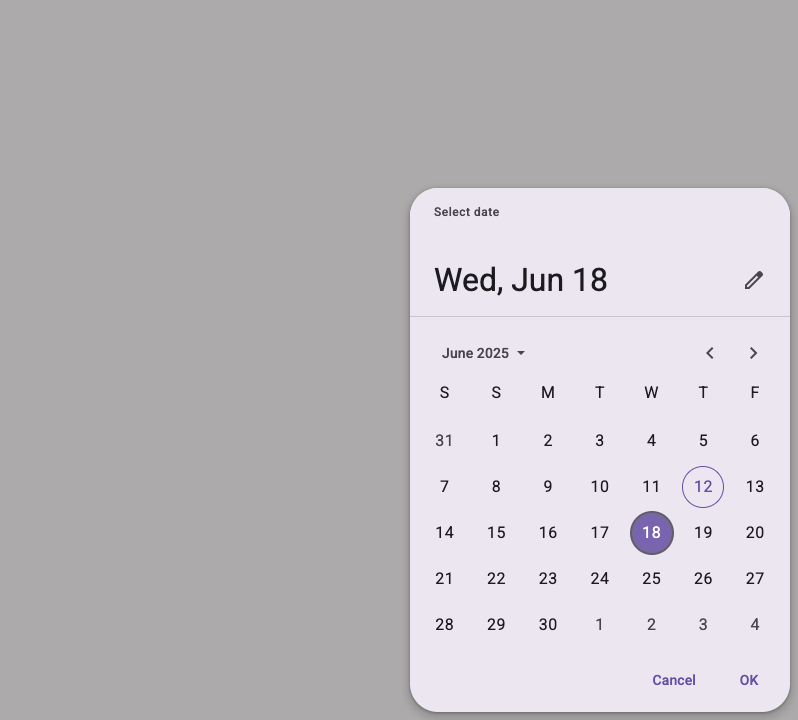 Select date
Wed, Jun 18
June 2025
S S M T W T F
31 1 2 3 4 5 6
7 8 9 10 11 12 13
14 15 16 17 18 19 20
21 22 23 24 25 26 27
28 29 30 1 2 3 4
Cancel OK